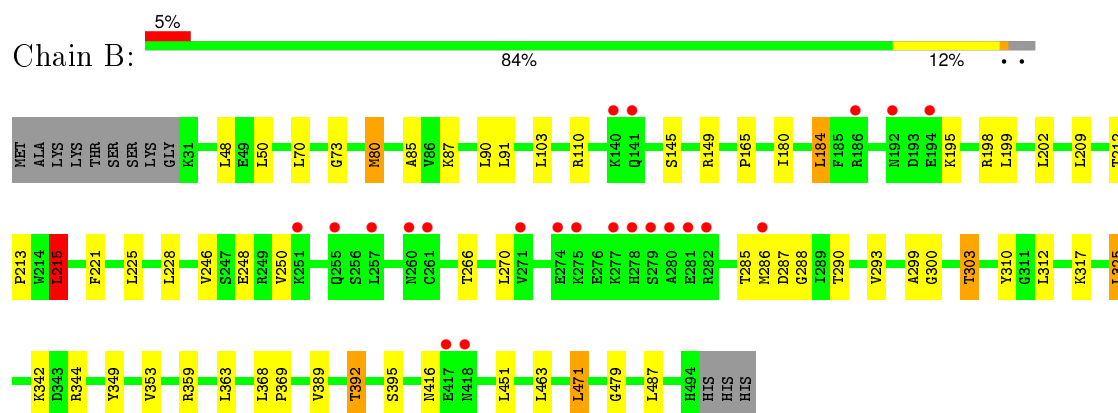 5%
Chain B:
84% 12% • •
MET ALA LYS LYS THR SER SER LYS GLY K31 L48 E49 L50 L70 G73 M80 A85 V86 K87 L90 L91 L103 R110 K140 Q141 S145 R149 P165 I180 L184 F185 R186 N192 D193 E194 K195 R198 L199 L202 L209 T212
P213 W214 L215 F221 L225 L228 V246 S247 E248 R249 V250 K251 Q255 S256 L257 N260 C261 T266 L270 V271 E274 K275 E276 K277 H278 S279 A280 E281 R282 T285 M286 D287 G288 I289 T290 V293 A299 G300 T303 Y310 G311 L312 K317 L325
K342 D343 R344 Y349 V353 R359 L363 L368 P369 V389 T392 S395 N416 E417 N418 L451 L463 L471 G479 L487 H494 HIS HIS HIS